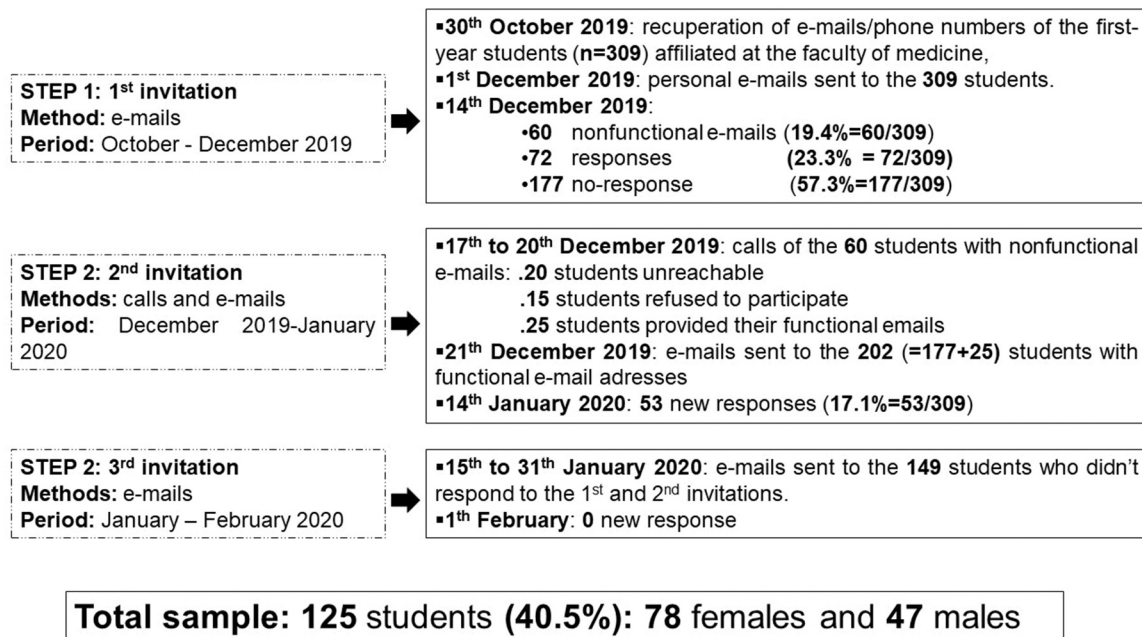 STEP 1: 1st invitation
Method: e-mails
Period: October - December 2019
▪30th October 2019: recuperation of e-mails/phone numbers of the first-
year students (n=309) affiliated at the faculty of medicine,
▪1st December 2019: personal e-mails sent to the 309 students.
▪14th December 2019:
•60 nonfunctional e-mails (19.4%=60/309)
•72 responses (23.3% = 72/309)
•177 no-response (57.3%=177/309)
STEP 2: 2nd invitation
Methods: calls and e-mails
Period: December 2019-January
2020
▪17th to 20th December 2019: calls of the 60 students with nonfunctional
e-mails: .20 students unreachable
.15 students refused to participate
.25 students provided their functional emails
▪21th December 2019: e-mails sent to the 202 (=177+25) students with
functional e-mail adresses
▪14th January 2020: 53 new responses (17.1%=53/309)
STEP 2: 3rd invitation
Methods: e-mails
Period: January – February 2020
▪15th to 31th January 2020: e-mails sent to the 149 students who didn't
respond to the 1st and 2nd invitations.
▪1th February: 0 new response
Total sample: 125 students (40.5%): 78 females and 47 males